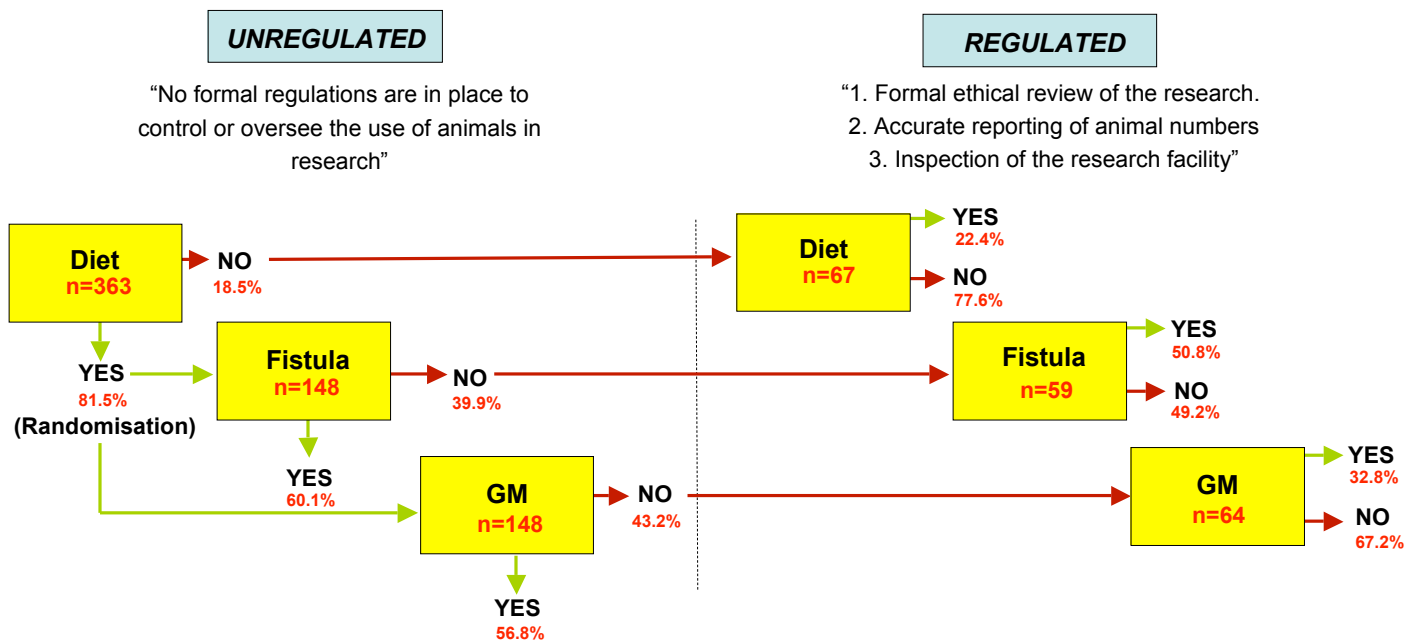 UNREGULATED
“No formal regulations are in place to
control or oversee the use of animals in
research”
REGULATED
“1. Formal ethical review of the research.
2. Accurate reporting of animal numbers
3. Inspection of the research facility”
Diet
n=363
NO
18.5%
YES
81.5%
(Randomisation)
Fistula
n=148
NO
39.9%
YES
60.1%
GM
n=148
NO
43.2%
YES
56.8%
Diet
n=67
YES
22.4%
NO
77.6%
Fistula
n=59
YES
50.8%
NO
49.2%
GM
n=64
YES
32.8%
NO
67.2%